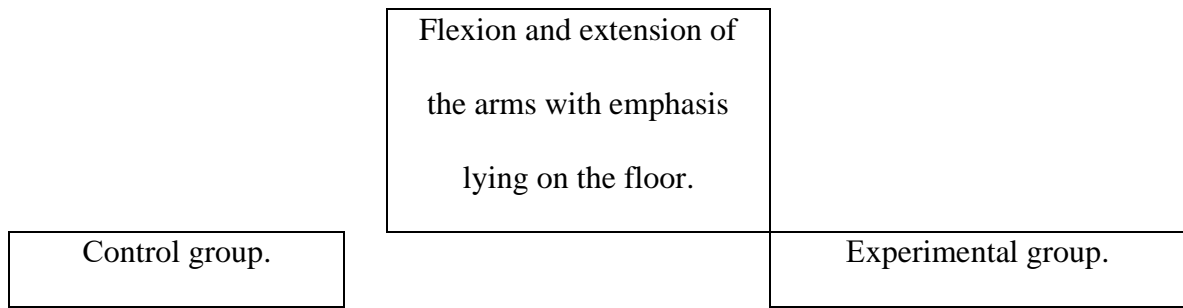 Flexion and extension of
the arms with emphasis
lying on the floor.
Control group.
Experimental group.